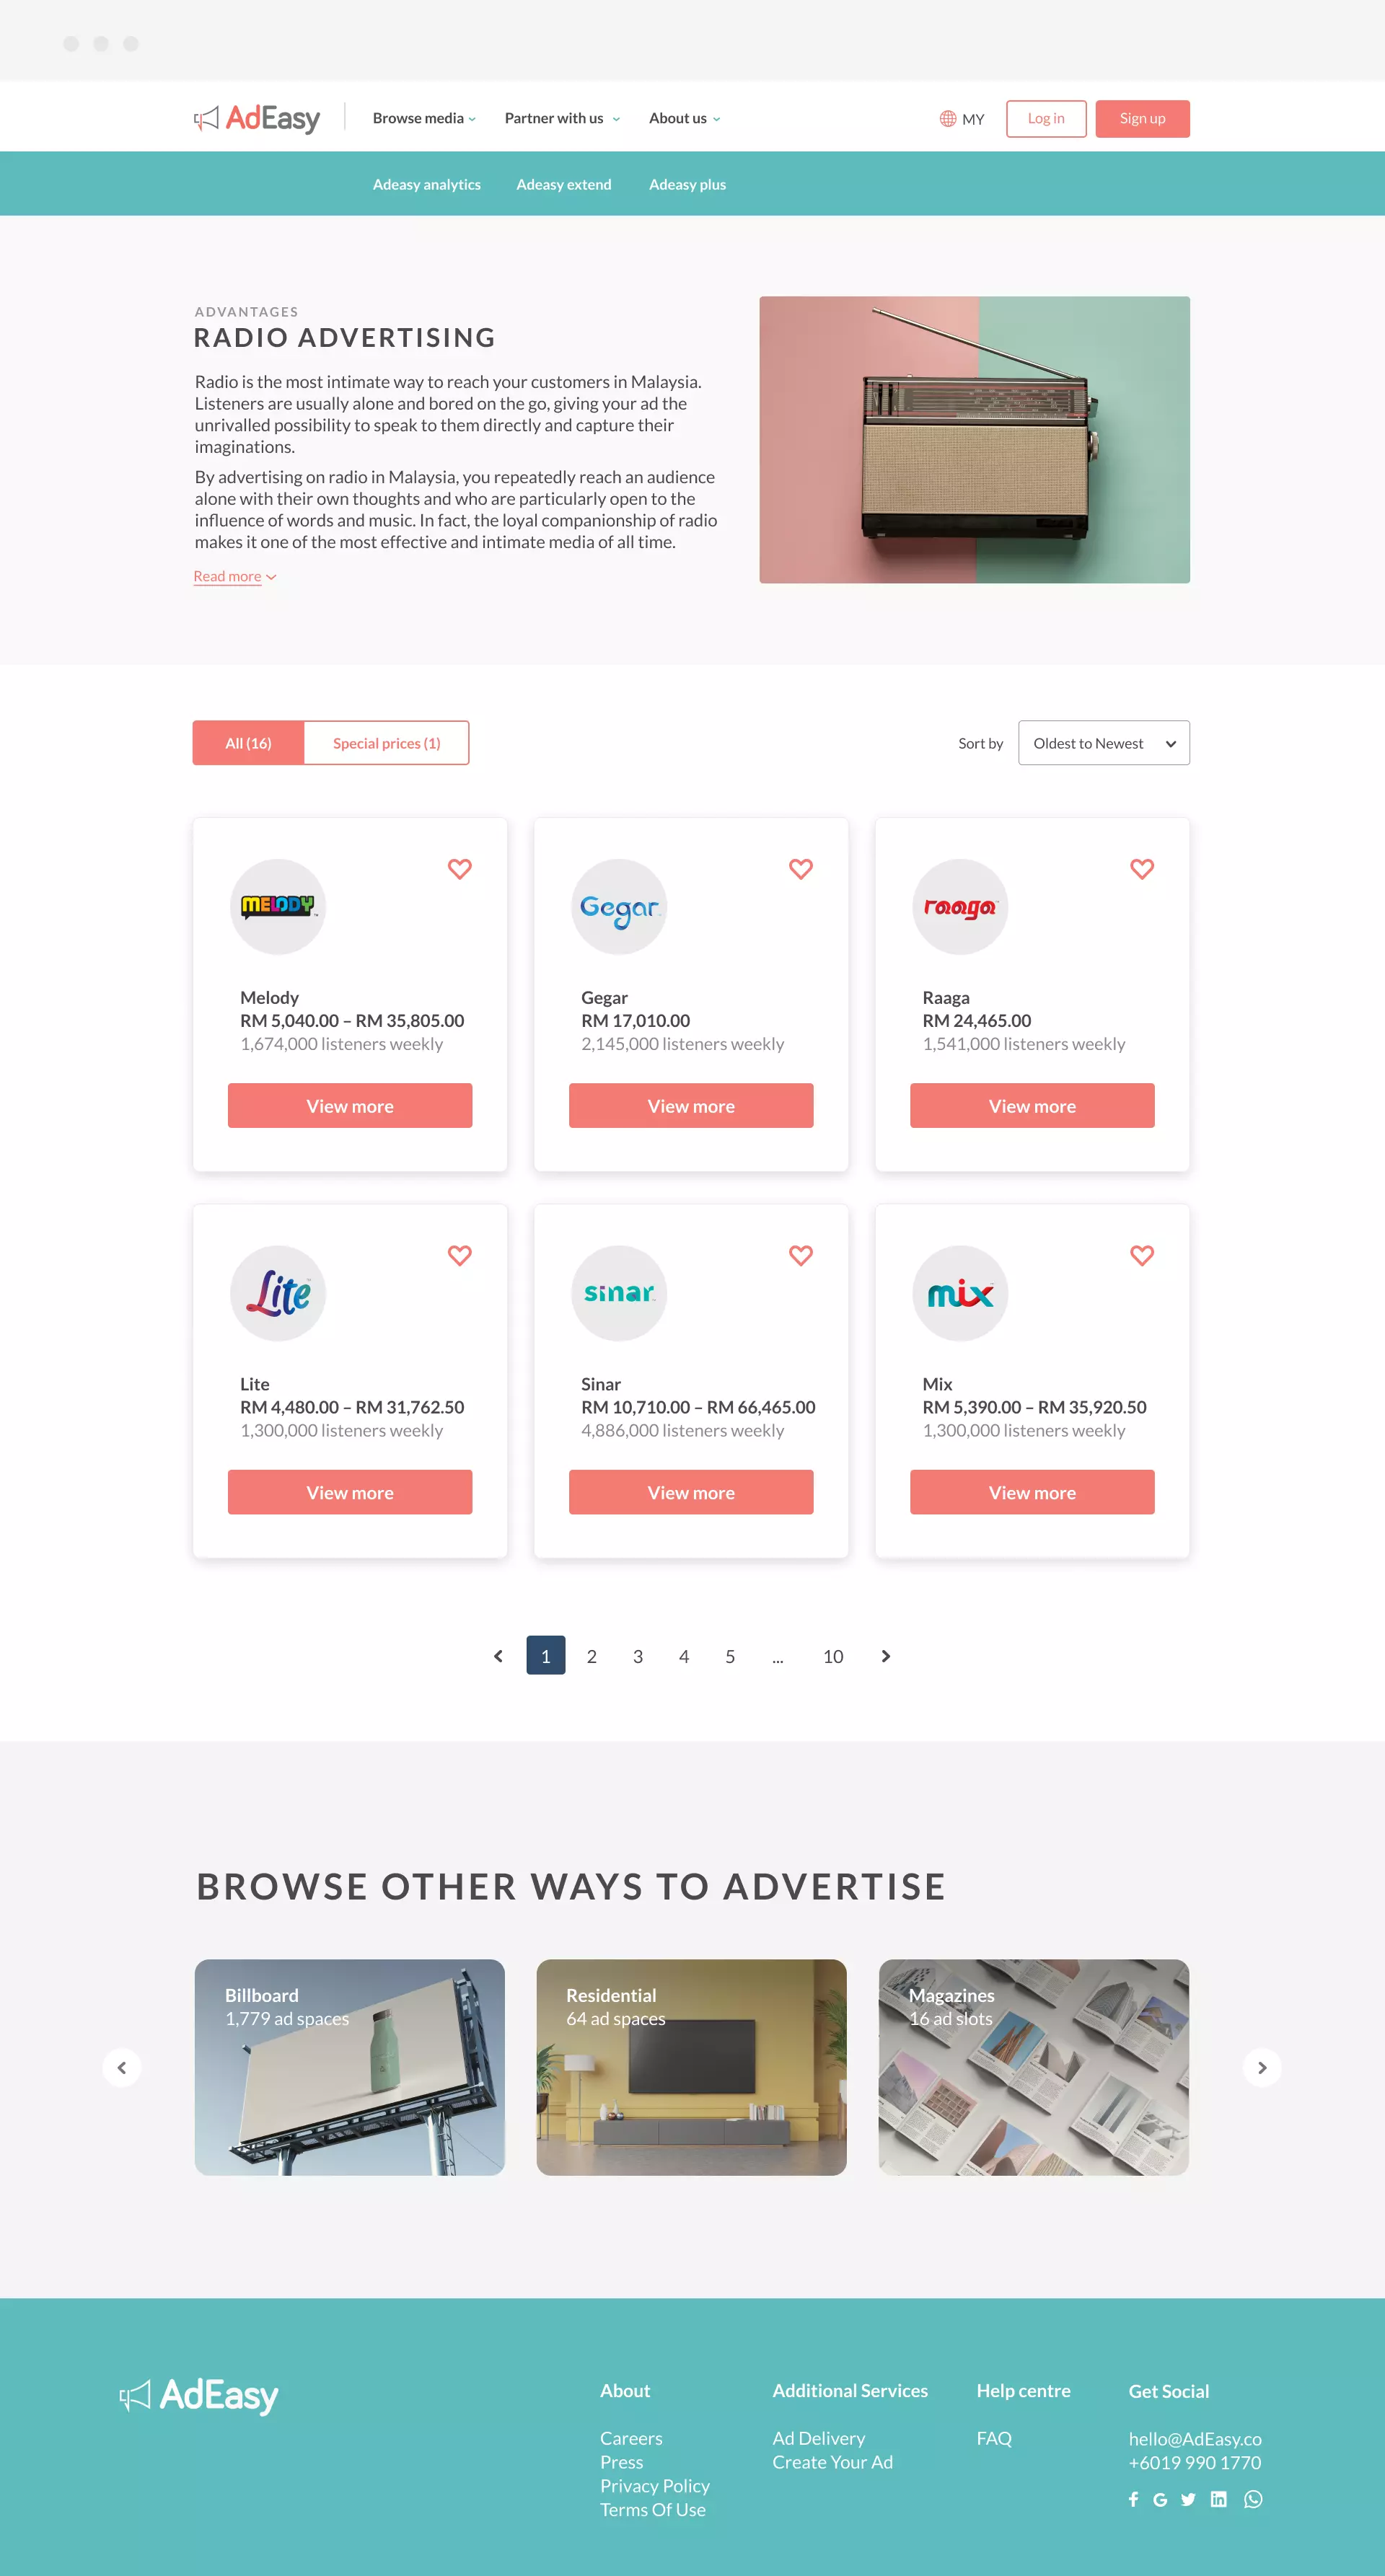 AdEasy
Browse media
Partner with us
About us
MY
Log in
Sign up
Adeasy analytics
Adeasy extend
Adeasy plus
ADVANTAGES
RADIO ADVERTISING
Radio is the most intimate way to reach your customers in Malaysia.
Listeners are usually alone and bored on the go, giving your ad the
unrivalled possibility to speak to them directly and capture their
imaginations.
By advertising on radio in Malaysia, you repeatedly reach an audience
alone with their own thoughts and who are particularly open to the
influence of words and music. In fact, the loyal companionship of radio
makes it one of the most effective and intimate media of all time.
Read more
All (16)
Special prices (1)
Sort by
Oldest to Newest
MELODY
Melody
RM 5,040.00 – RM 35,805.00
1,674,000 listeners weekly
View more
Gegar
Gegar
RM 17,010.00
2,145,000 listeners weekly
View more
raaga
Raaga
RM 24,465.00
1,541,000 listeners weekly
View more
Lite
Lite
RM 4,480.00 – RM 31,762.50
1,300,000 listeners weekly
View more
sinar
Sinar
RM 10,710.00 – RM 66,465.00
4,886,000 listeners weekly
View more
mix
Mix
RM 5,390.00 – RM 35,920.50
1,300,000 listeners weekly
View more
1 2 3 4 5 ... 10
BROWSE OTHER WAYS TO ADVERTISE
Billboard
1,779 ad spaces
Residential
64 ad spaces
Magazines
16 ad slots
AdEasy
About
Careers
Press
Privacy Policy
Terms Of Use
Additional Services
Ad Delivery
Create Your Ad
Help centre
FAQ
Get Social
hello@AdEasy.co
+6019 990 1770